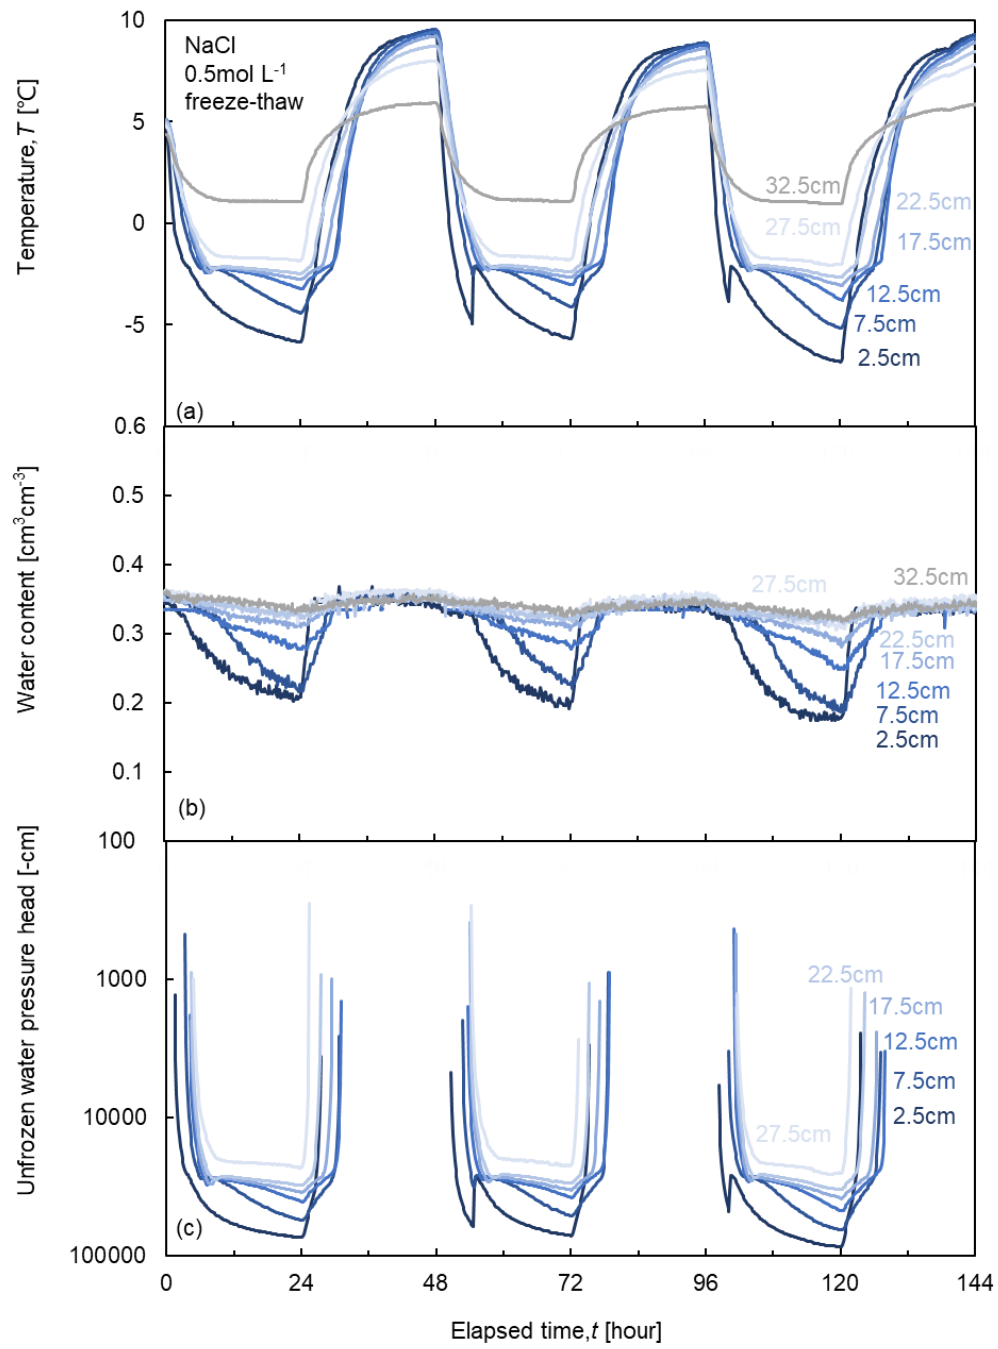 10
5
0
-5
Temperature, T [℃]
NaCl
0.5mol L-1
freeze-thaw
32.5cm
22.5cm
27.5cm
17.5cm
12.5cm
7.5cm
2.5cm
(a)
0.6
0.5
0.4
0.3
0.2
0.1
Water content [cm3cm-3]
27.5cm
32.5cm
22.5cm
17.5cm
12.5cm
7.5cm
2.5cm
(b)
100
1000
10000
100000
Unfrozen water pressure head [-cm]
22.5cm
17.5cm
12.5cm
7.5cm
2.5cm
27.5cm
(c)
0 24 48 72 96 120 144
Elapsed time,t [hour]